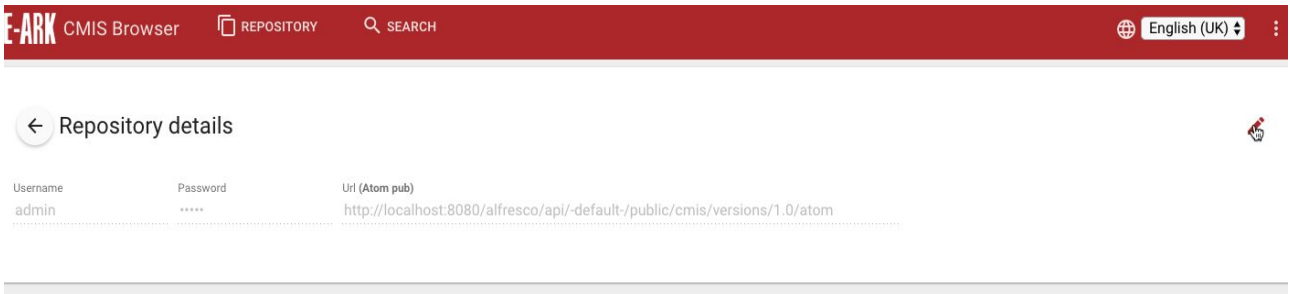 E-ARK CMIS Browser REPOSITORY SEARCH English (UK)
Repository details
Username Password Url (Atom pub)
admin ••••• http://localhost:8080/alfresco/api/-default-/public/cmis/versions/1.0/atom